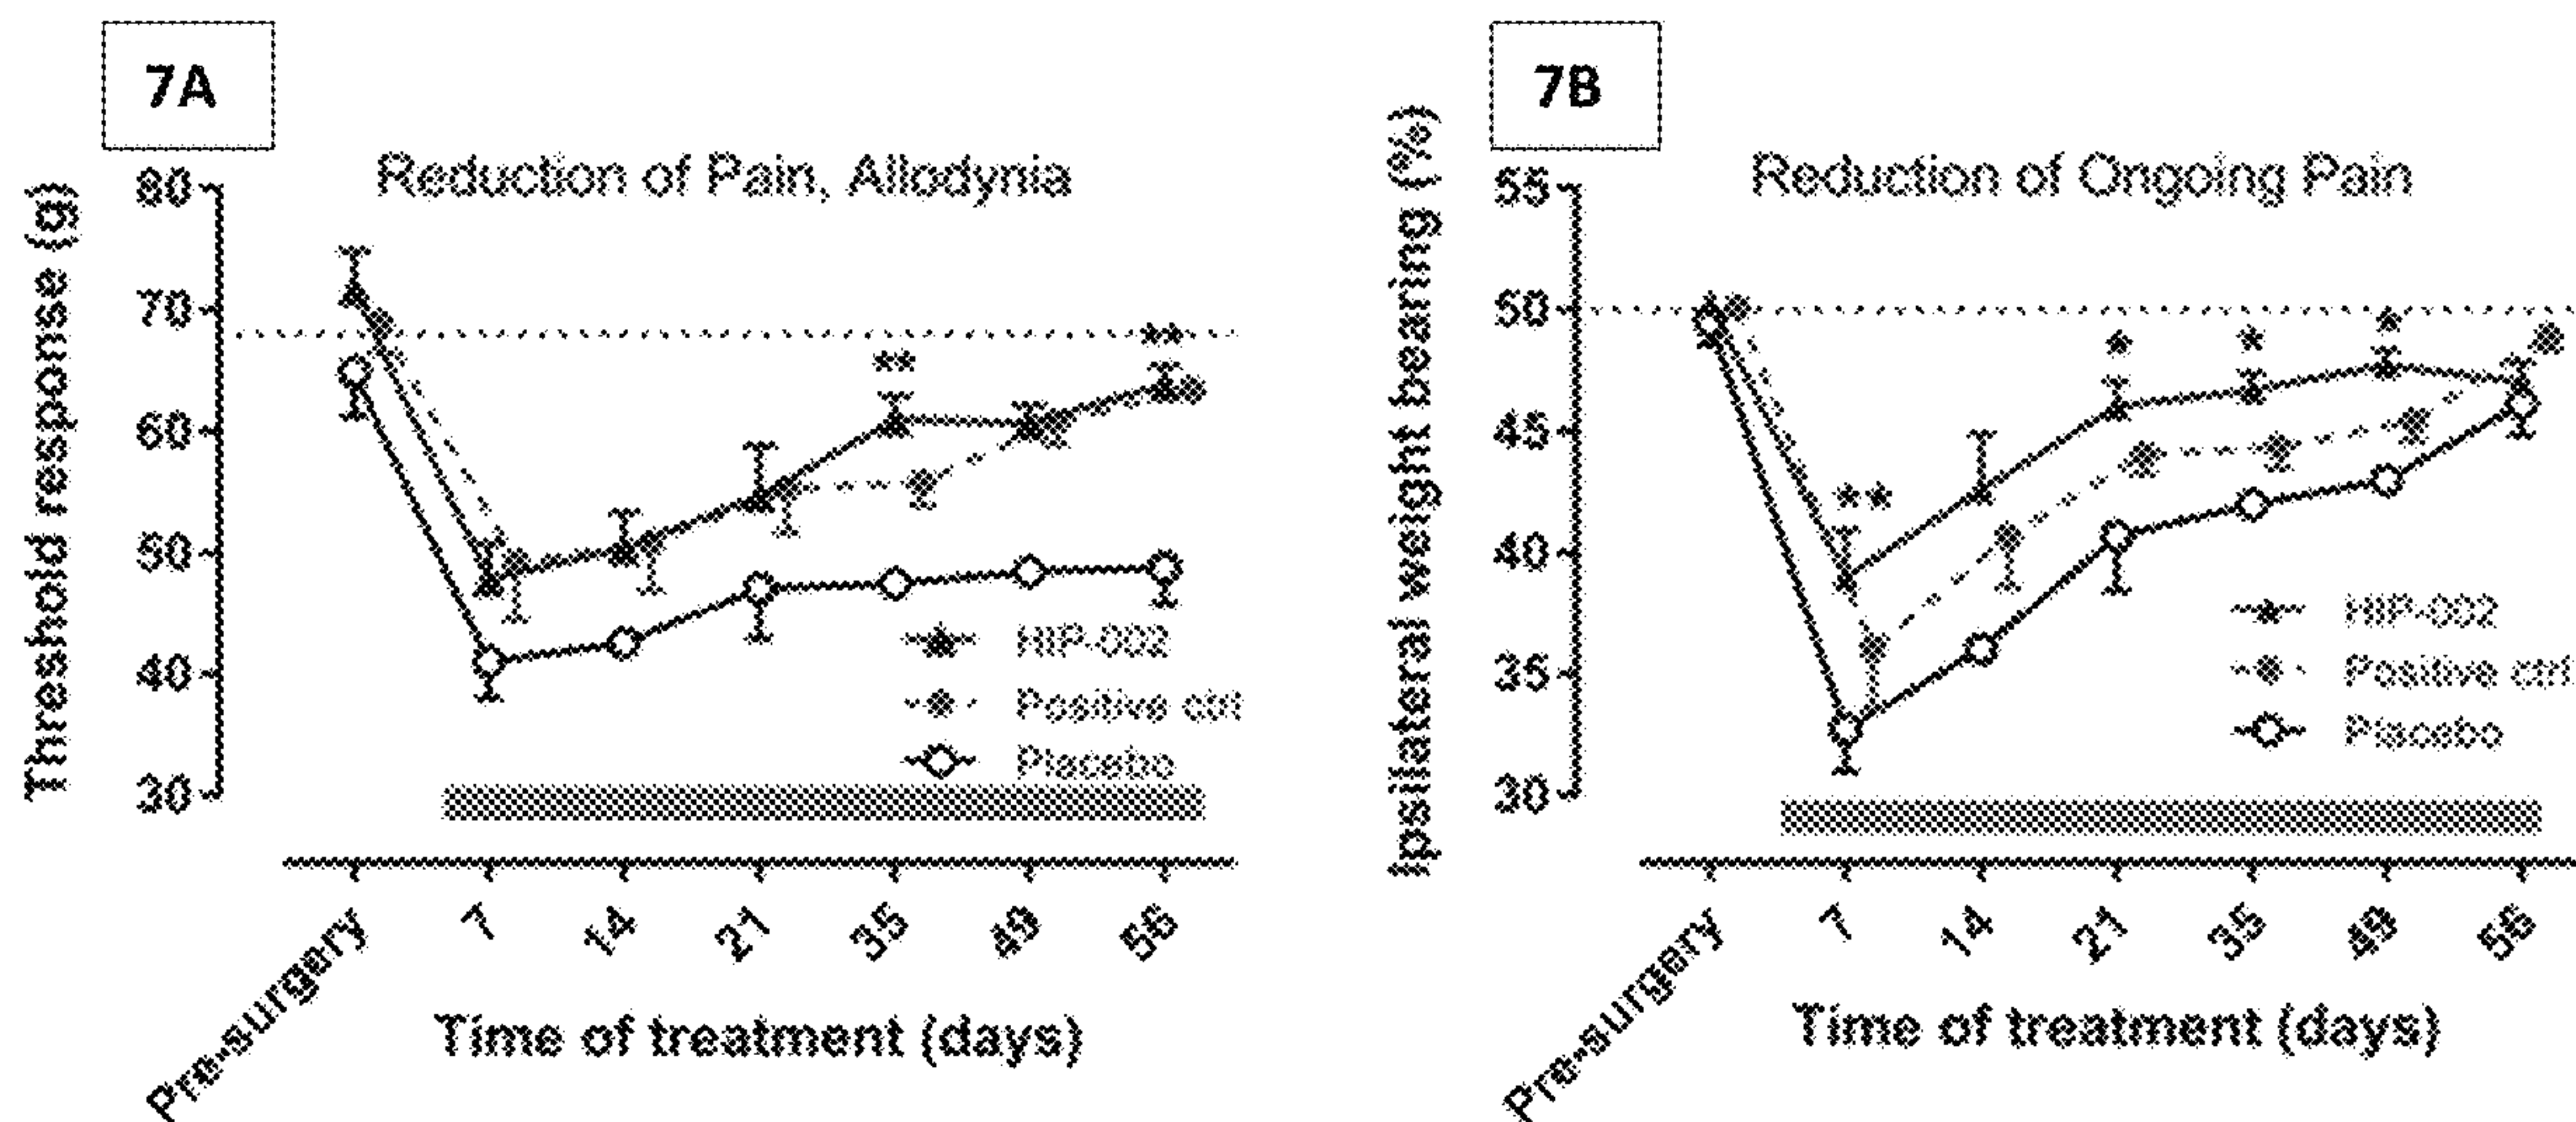 7A
Reduction of Pain, Allodynia
Threshold response (g)
80
70
60
50
40
30
**
**
HIP-002
Positive ctrl
Placebo
Pre-surgery
7
14
21
35
49
56
Time of treatment (days)
7B
Reduction of Ongoing Pain
Ipsilateral weight bearing (%)
55
50
45
40
35
30
**
*
*
*
HIP-002
Positive ctrl
Placebo
Pre-surgery
7
14
21
35
49
56
Time of treatment (days)